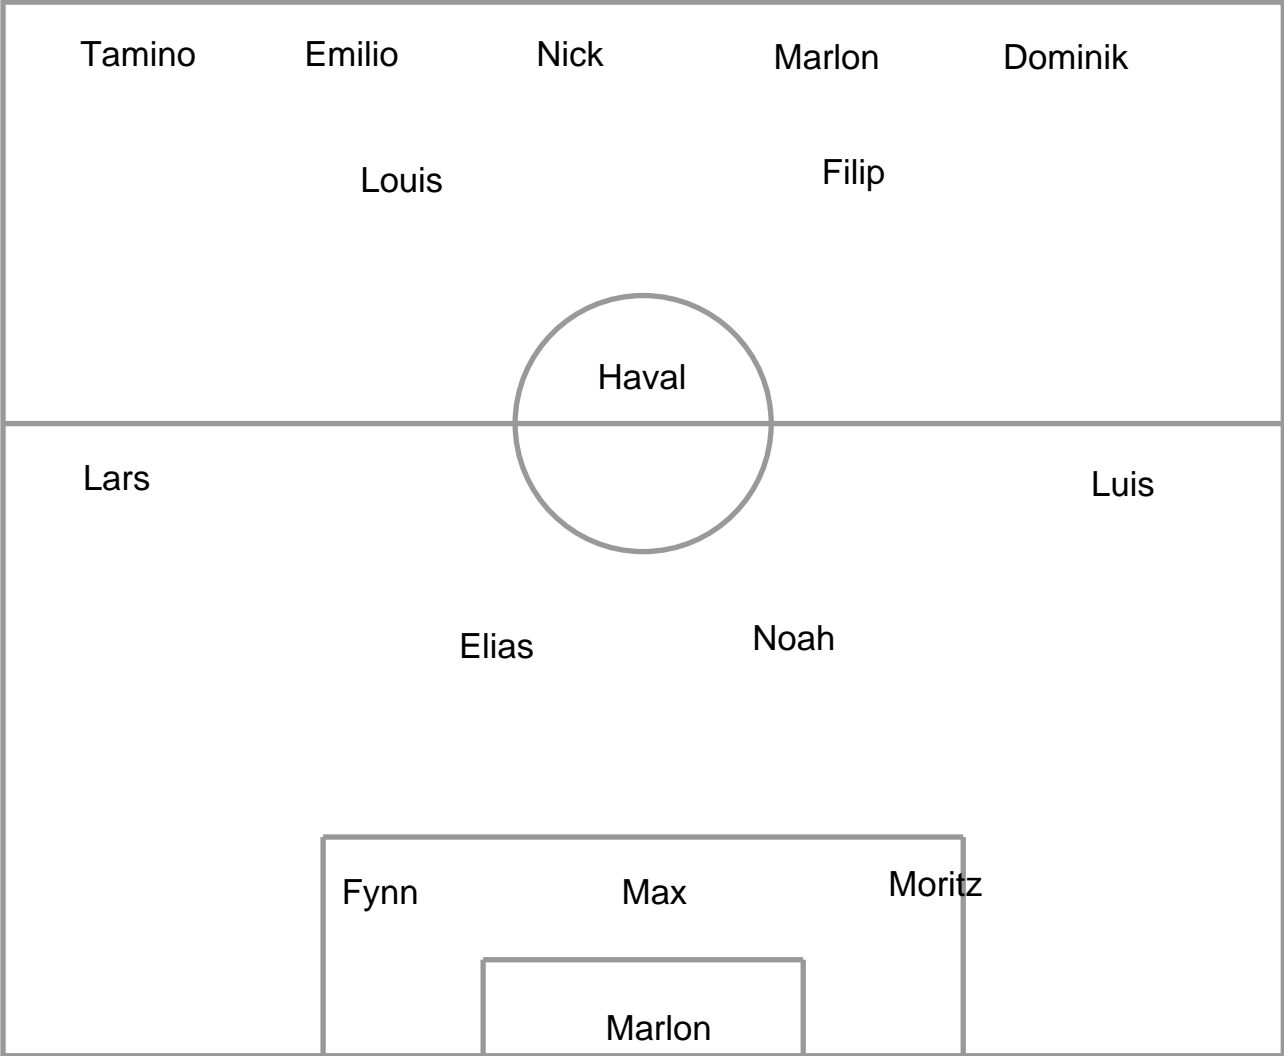 Tamino Emilio Nick Marlon Dominik
Louis Filip
Haval
Lars Luis
Elias Noah
Fynn Max Moritz
Marlon